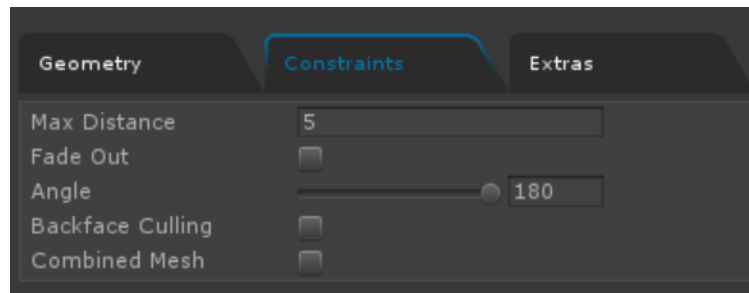 Geometry Constraints Extras
Max Distance 5
Fade Out
Angle 180
Backface Culling
Combined Mesh